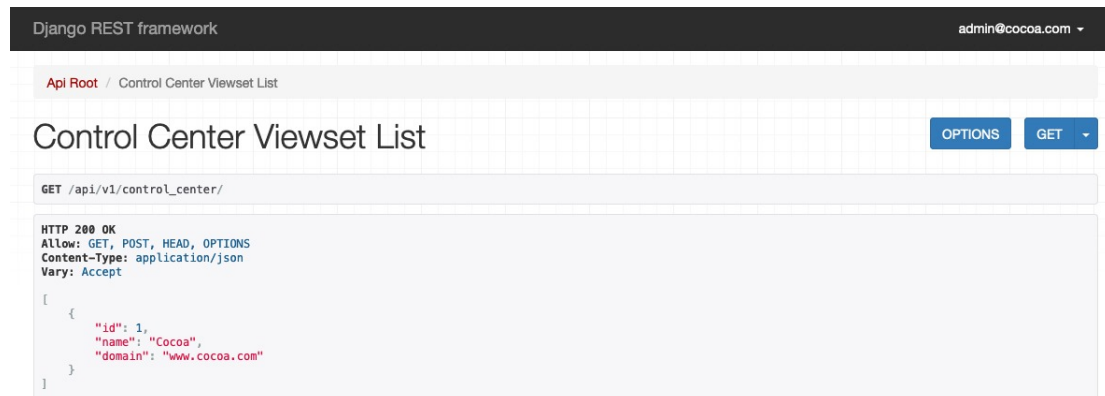 Django REST framework
admin@cocoa.com
Api Root / Control Center Viewset List
Control Center Viewset List
OPTIONS
GET
GET /api/v1/control_center/
HTTP 200 OK
Allow: GET, POST, HEAD, OPTIONS
Content-Type: application/json
Vary: Accept
[
    {
        "id": 1,
        "name": "Cocoa",
        "domain": "www.cocoa.com"
    }
]